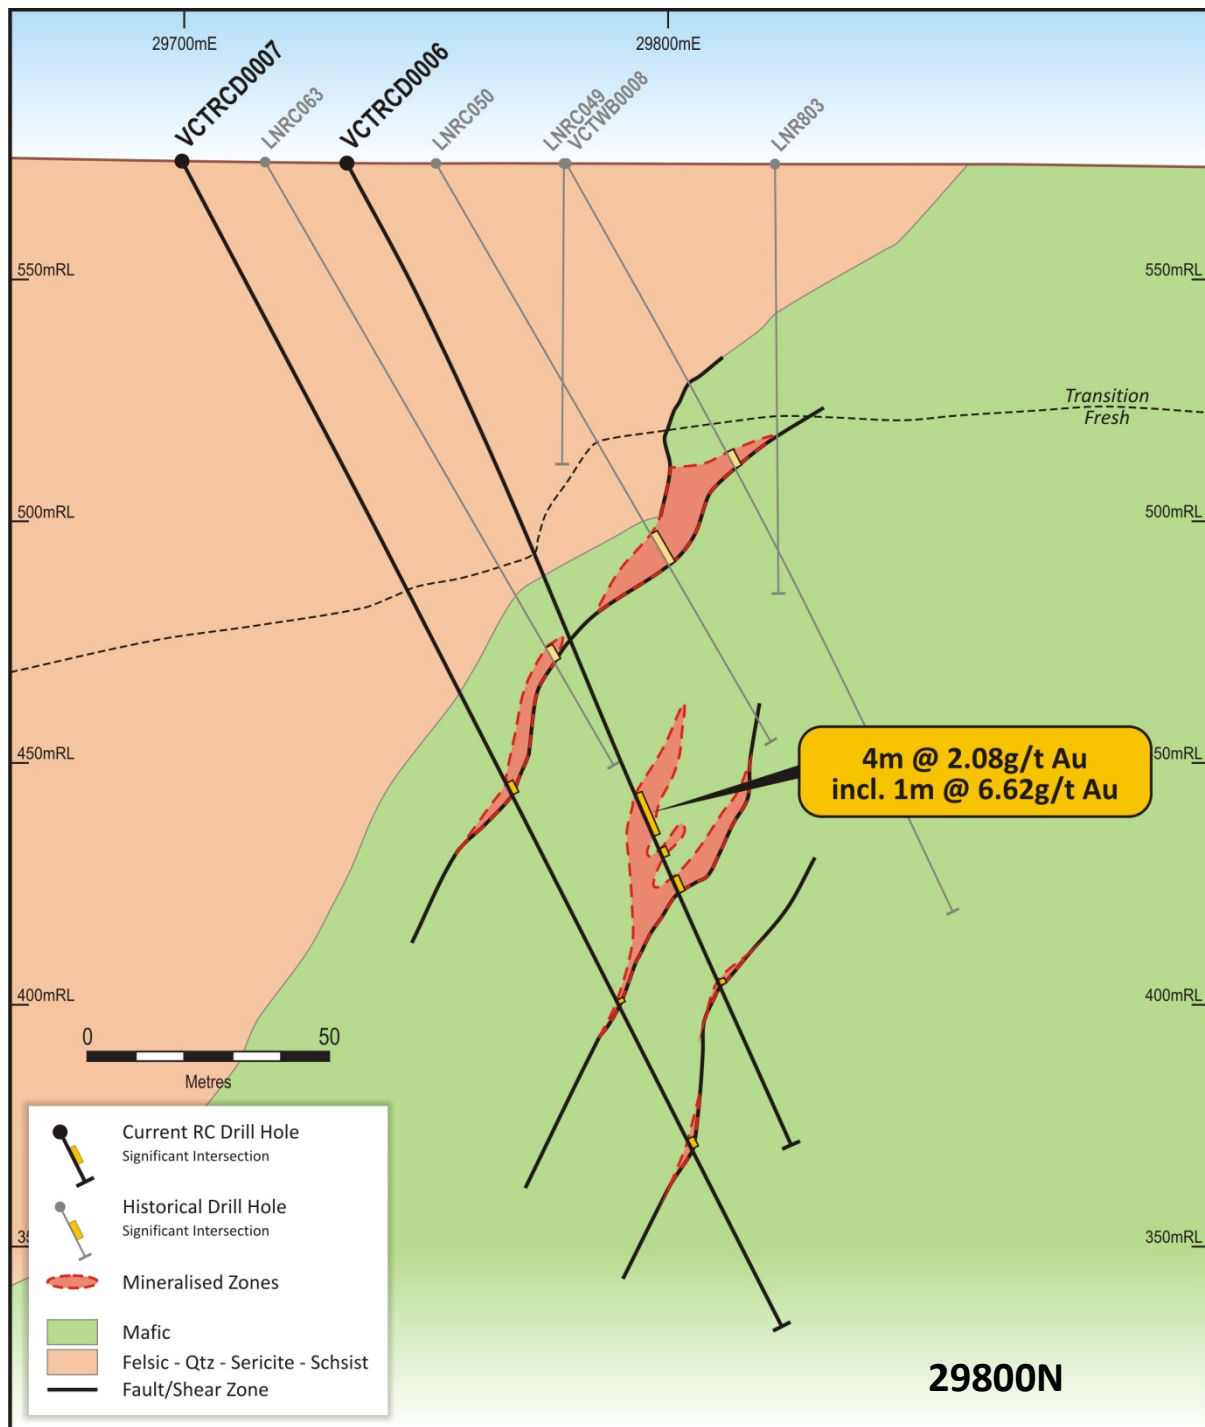 29700mE
29800mE
VCTRCD0007
LNRC063
VCTRCD0006
LNRC050
LNRC049
VCTWB0008
LNR803
550mRL
550mRL
Transition
Fresh
500mRL
500mRL
450mRL
50mRL
4m @ 2.08g/t Au
incl. 1m @ 6.62g/t Au
400mRL
400mRL
0
50
Metres
35
350mRL
Current RC Drill Hole
Significant Intersection
Historical Drill Hole
Significant Intersection
Mineralised Zones
Mafic
Felsic - Qtz - Sericite - Schsist
Fault/Shear Zone
29800N